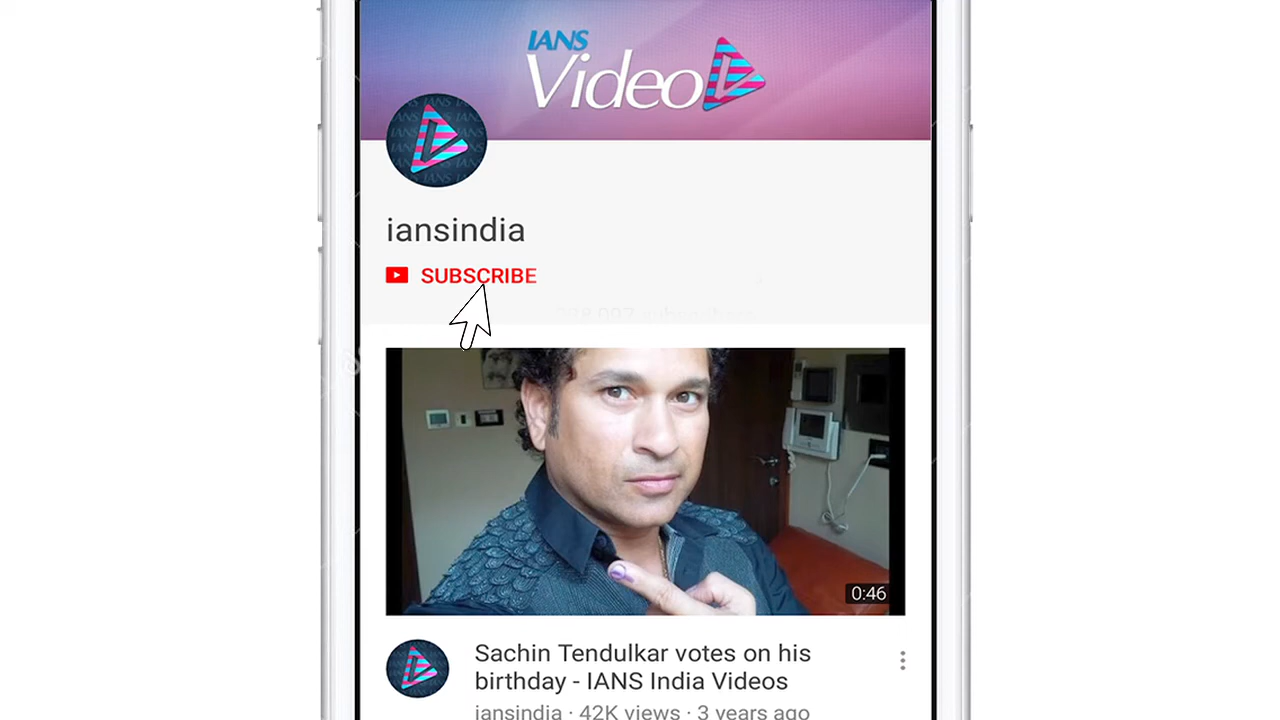 IANS
Video
iansindia
SUBSCRIBE
0:46
Sachin Tendulkar votes on his
birthday - IANS India Videos
iansindia · 42K views · 3 years ago